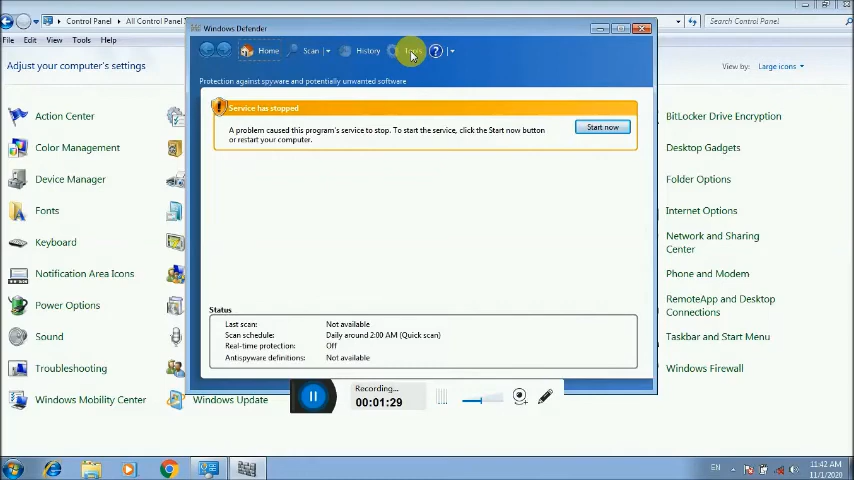 Control Panel
All Control Panel
Search Control Panel
File Edit View Tools Help
Adjust your computer's settings
View by: Large icons
Windows Defender
Home Scan History Tools
Protection against spyware and potentially unwanted software
Service has stopped
A problem caused this program's service to stop. To start the service, click the Start now button
or restart your computer.
Start now
Status
Last scan: Not available
Scan schedule: Daily around 2:00 AM (Quick scan)
Real-time protection: Off
Antispyware definitions: Not available
Action Center
Color Management
Device Manager
Fonts
Keyboard
Notification Area Icons
Power Options
Sound
Troubleshooting
Windows Mobility Center
Windows Update
BitLocker Drive Encryption
Desktop Gadgets
Folder Options
Internet Options
Network and Sharing
Center
Phone and Modem
RemoteApp and Desktop
Connections
Taskbar and Start Menu
Windows Firewall
Recording...
00:01:29
EN
11:42 AM
11/1/2020